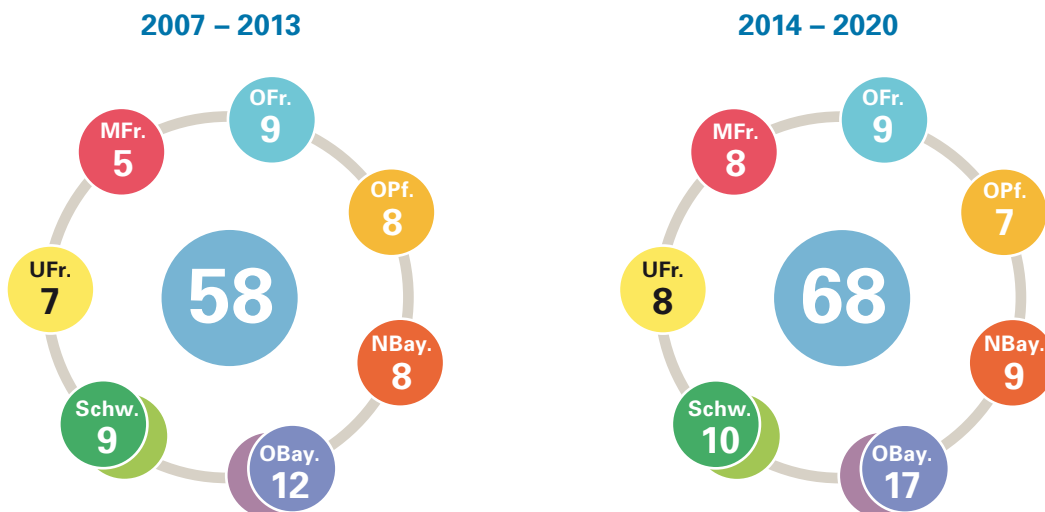 2007 – 2013
OFr.
9
MFr.
5
OPf.
8
UFr.
7
58
NBay.
8
Schw.
9
OBay.
12
2014 – 2020
OFr.
9
MFr.
8
OPf.
7
UFr.
8
68
NBay.
9
Schw.
10
OBay.
17